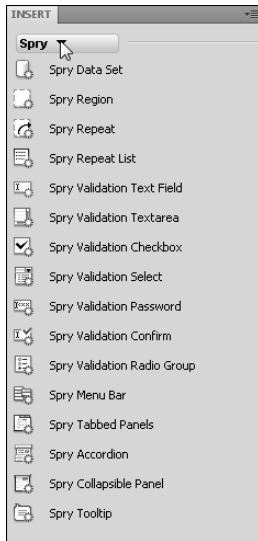 INSERT
Spry
Spry Data Set
Spry Region
Spry Repeat
Spry Repeat List
Spry Validation Text Field
Spry Validation Textarea
Spry Validation Checkbox
Spry Validation Select
Spry Validation Password
Spry Validation Confirm
Spry Validation Radio Group
Spry Menu Bar
Spry Tabbed Panels
Spry Accordion
Spry Collapsible Panel
Spry Tooltip